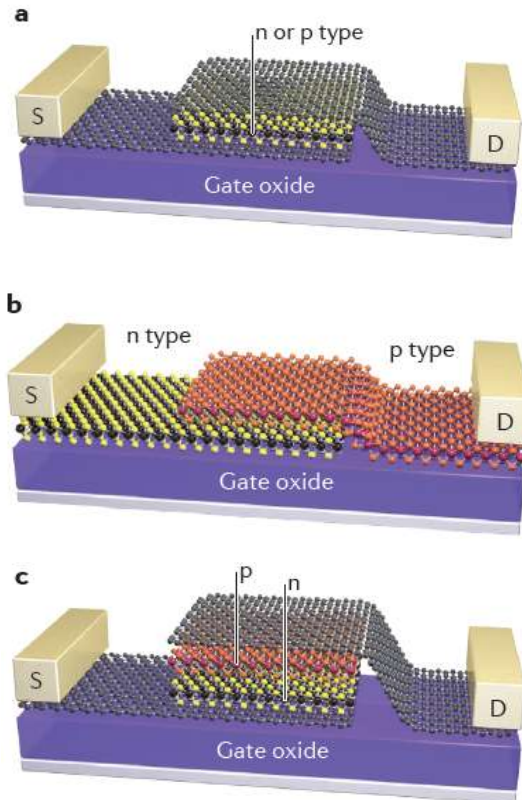 a
n or p type
S
D
Gate oxide
b
n type
p type
S
D
Gate oxide
c
p
n
S
D
Gate oxide